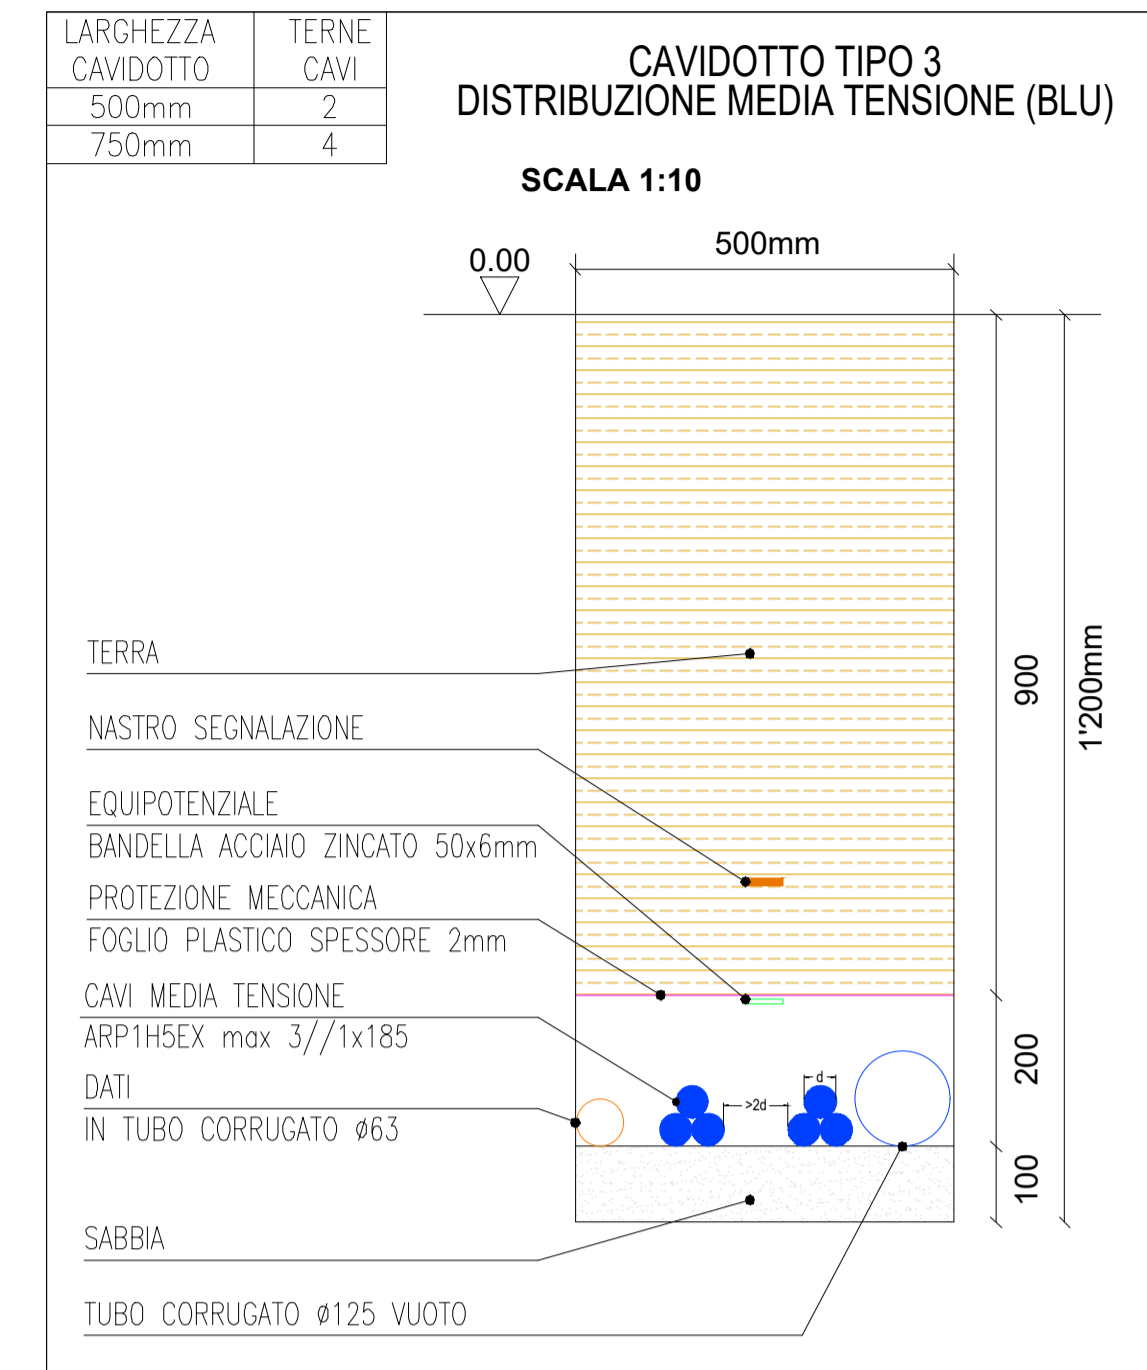 LARGHEZZA CAVIDOTTO
TERNE CAVI
500mm 2
750mm 4
CAVIDOTTO TIPO 3
DISTRIBUZIONE MEDIA TENSIONE (BLU)
SCALA 1:10
0.00
500mm
TERRA
NASTRO SEGNALAZIONE
EQUIPOTENZIALE
BANDELLA ACCIAIO ZINCATO 50x6mm
PROTEZIONE MECCANICA
FOGLIO PLASTICO SPESSORE 2mm
CAVI MEDIA TENSIONE
ARP1H5EX max 3//1x185
DATI
IN TUBO CORRUGATO ø63
SABBIA
TUBO CORRUGATO ø125 VUOTO
d
>2d
900
200
100
1'200mm